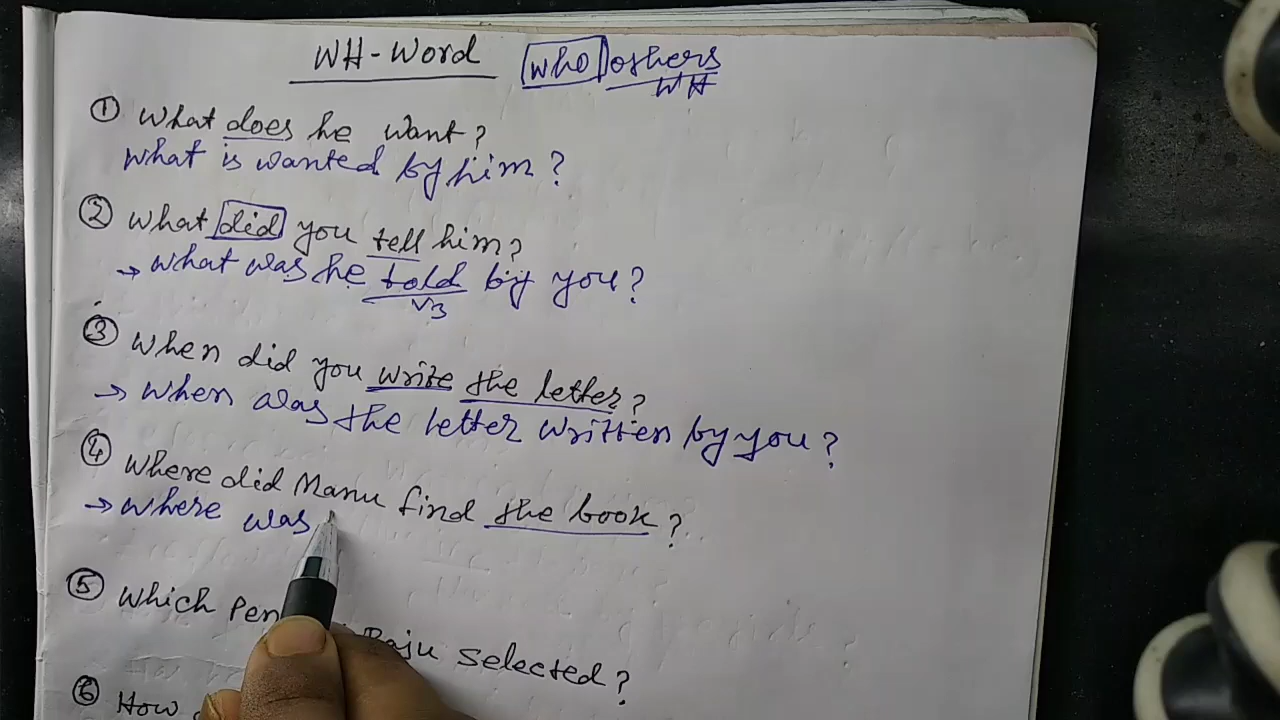 WH-Word who others
WH
① What does he want?
What is wanted by him?
② What did you tell him?
→ What was he told by you?
V3
③ When did you write the letter?
→ When was the letter written by you?
④ Where did Manu find the book?
→ where was
⑤ Which Pen Raju selected?
⑥ How